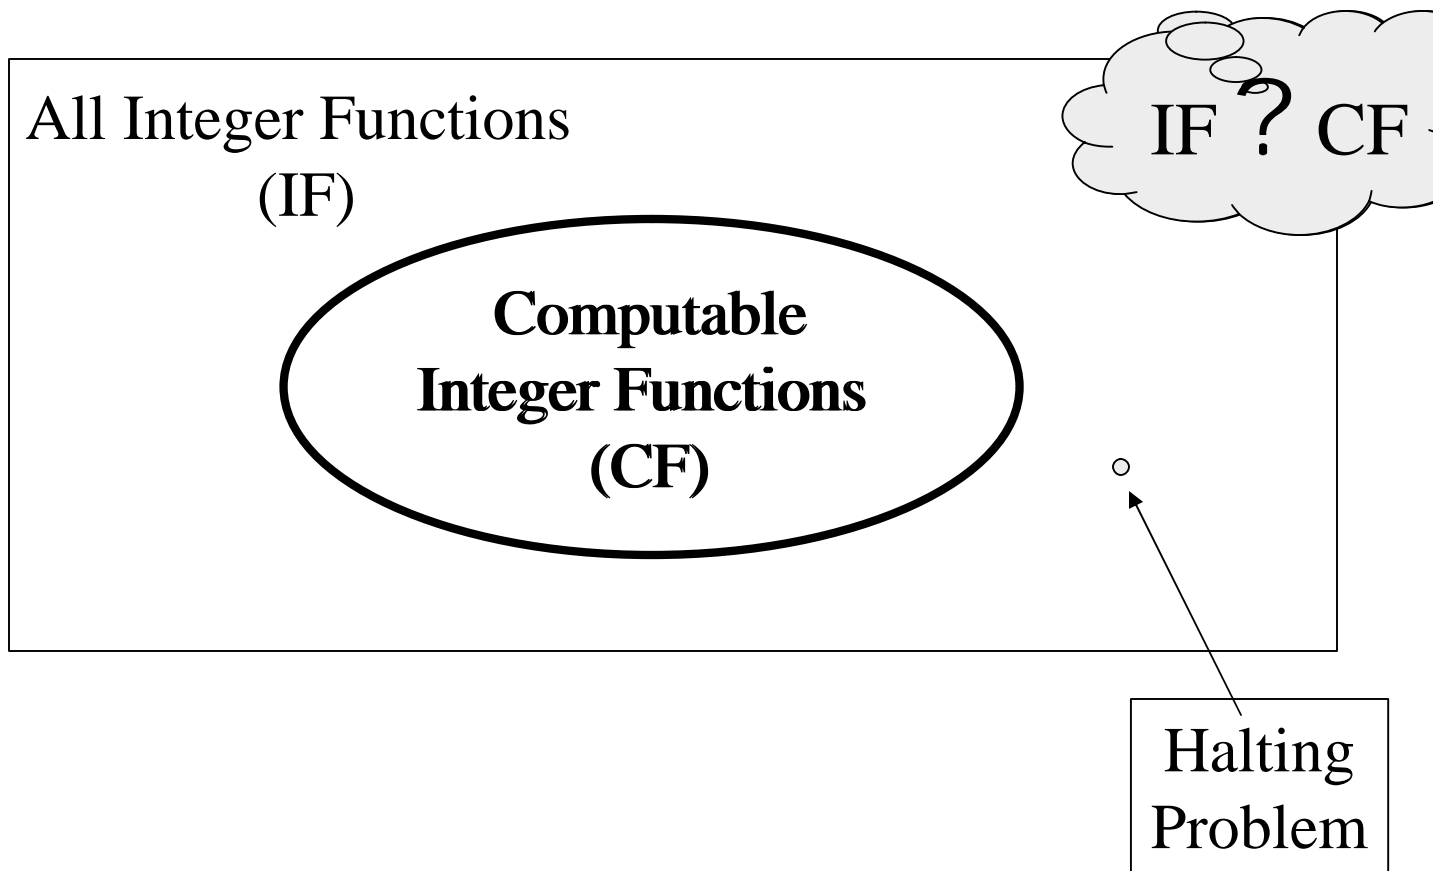 All Integer Functions
(IF)
IF ? CF
Computable
Integer Functions
(CF)
Halting
Problem